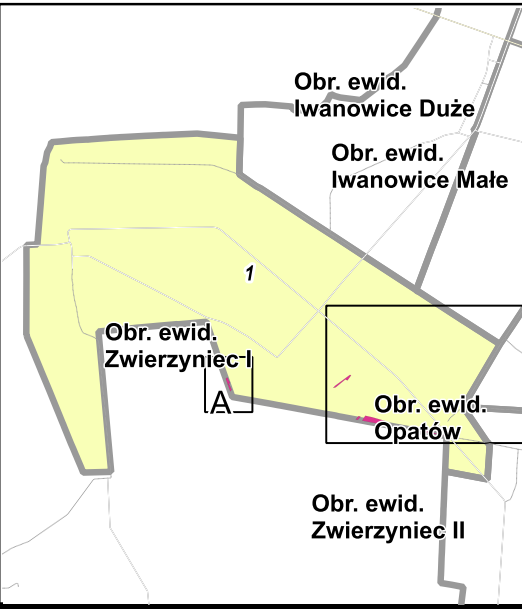 Obr. ewid.
Iwanowice Duże
Obr. ewid.
Iwanowice Małe
1
Obr. ewid.
Zwierzyniec I
A
Obr. ewid.
Opatów
Obr. ewid.
Zwierzyniec II